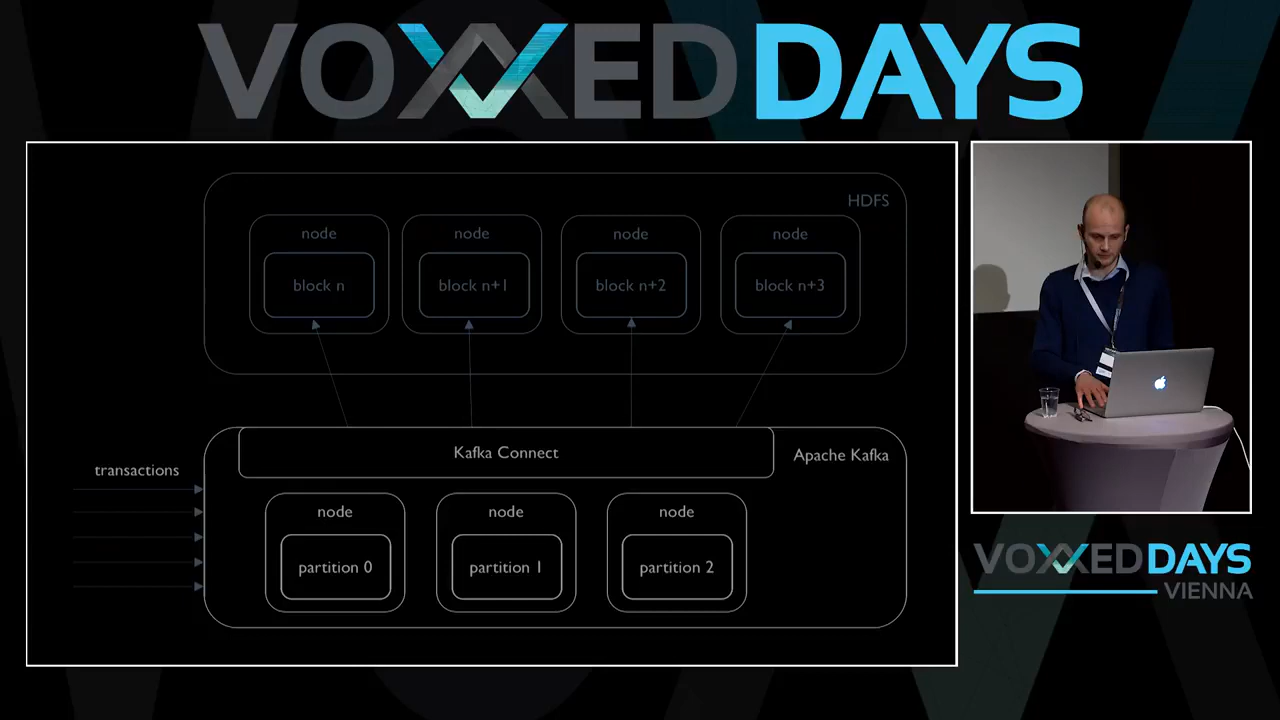 VOXXED DAYS
HDFS
node node node node
block n block n+1 block n+2 block n+3
Kafka Connect
Apache Kafka
transactions
node node node
partition 0 partition 1 partition 2
VOXXED DAYS
VIENNA